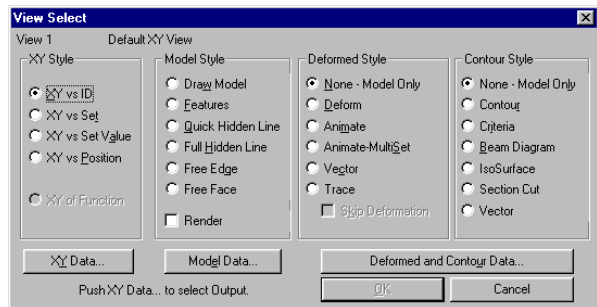 View Select
View 1 Default XY View
XY Style
XY vs ID
XY vs Set
XY vs Set Value
XY vs Position
XY of Function
Model Style
Draw Model
Features
Quick Hidden Line
Full Hidden Line
Free Edge
Free Face
Render
Deformed Style
None - Model Only
Deform
Animate
Animate-MultiSet
Vector
Trace
Skip Deformation
Contour Style
None - Model Only
Contour
Criteria
Beam Diagram
IsoSurface
Section Cut
Vector
XY Data...
Model Data...
Deformed and Contour Data...
Push XY Data... to select Output.
OK
Cancel